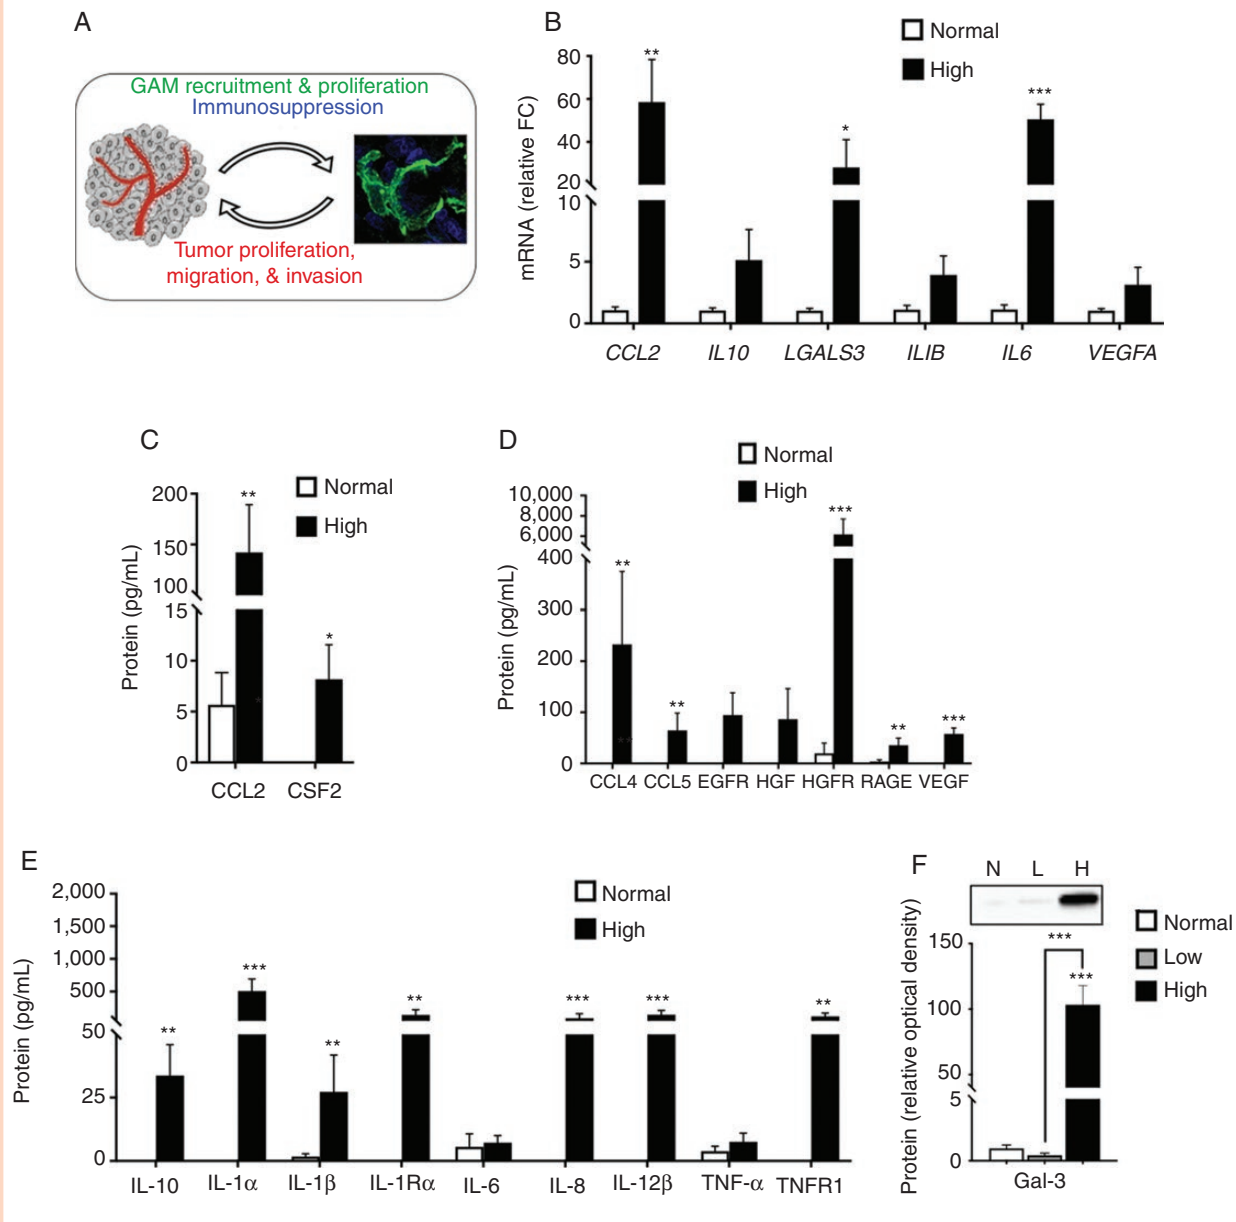 A
GAM recruitment & proliferation
Immunosuppression
Tumor proliferation,
migration, & invasion
B
Normal
High
mRNA (relative FC)
80
60
40
20
10
5
0
**
*
***
CCL2 IL10 LGALS3 ILIB IL6 VEGFA
C
Normal
High
Protein (pg/mL)
200
150
100
15
10
5
0
**
*
CCL2 CSF2
D
Normal
High
Protein (pg/mL)
10,000
8,000
6,000
400
300
200
100
0
**
**
***
**
***
CCL4 CCL5 EGFR HGF HGFR RAGE VEGF
E
Normal
High
Protein (pg/mL)
2,000
1,500
1,000
500
50
25
0
**
***
**
**
***
***
**
IL-10 IL-1α IL-1β IL-1Rα IL-6 IL-8 IL-12β TNF-α TNFR1
F
N L H
Normal
Low
High
Protein (relative optical density)
150
100
50
5
0
***
***
Gal-3